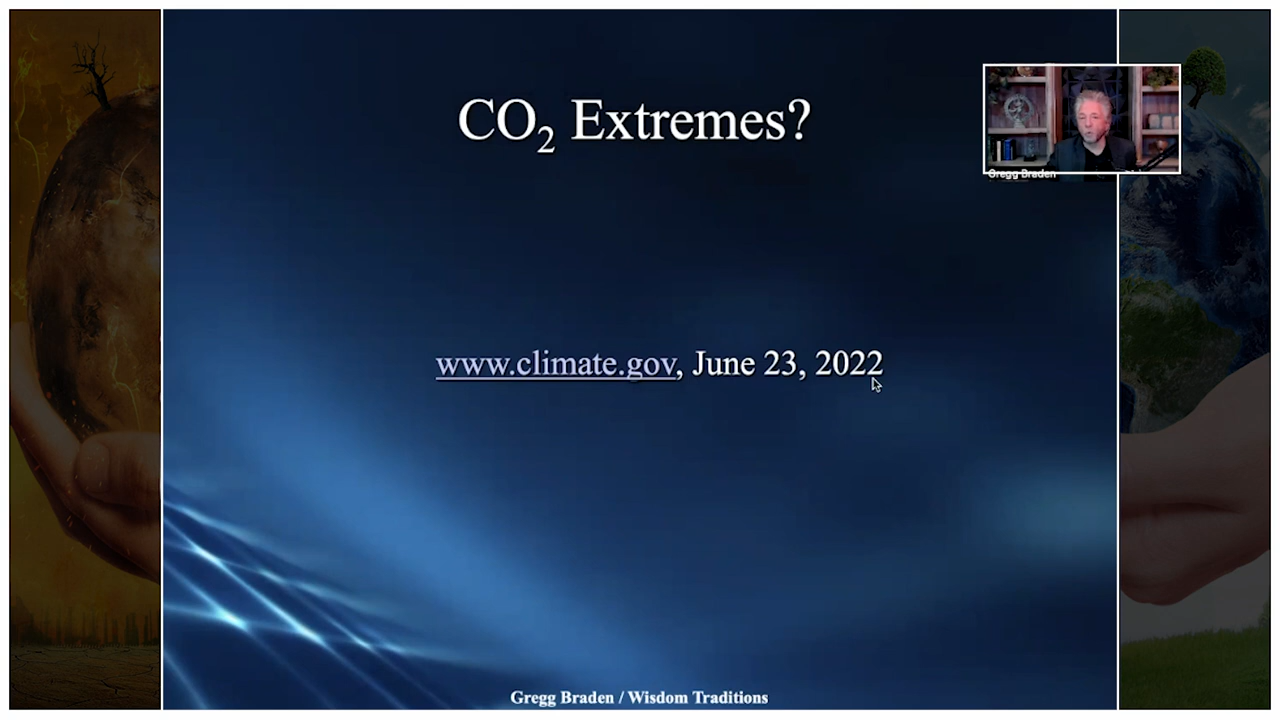 CO₂ Extremes?
Gregg Braden
www.climate.gov, June 23, 2022
Gregg Braden / Wisdom Traditions